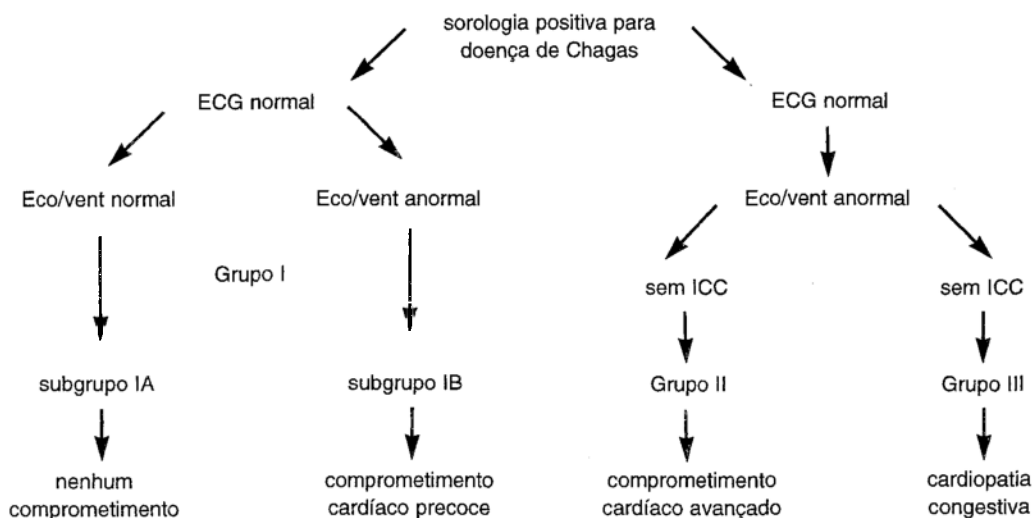 sorologia positiva para
doença de Chagas
ECG normal
ECG normal
Eco/vent normal
Eco/vent anormal
Eco/vent anormal
Grupo I
sem ICC
sem ICC
subgrupo IA
subgrupo IB
Grupo II
Grupo III
nenhum
comprometimento
comprometimento
cardíaco precoce
comprometimento
cardíaco avançado
cardiopatia
congestiva